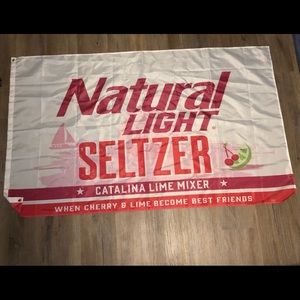 Natural
LIGHT
SELTZER
★ CATALINA LIME MIXER ★
WHEN CHERRY & LIME BECOME BEST FRIENDS